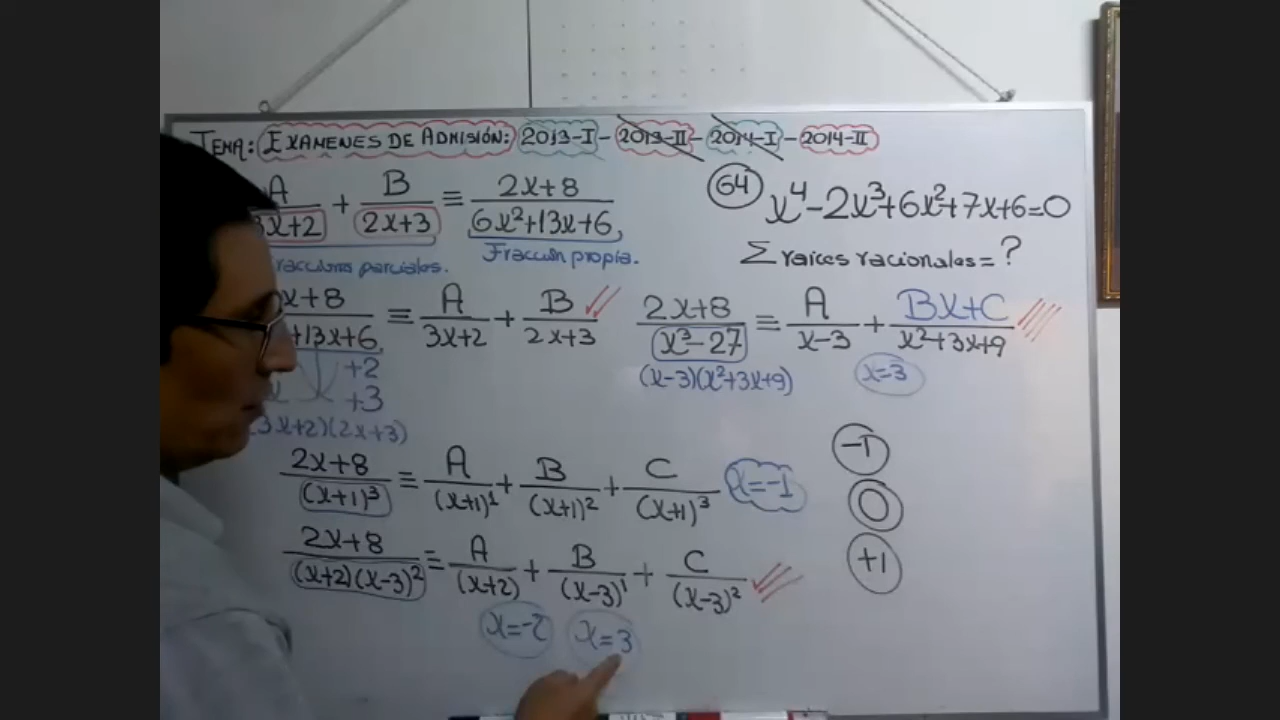 TEMA: EXAMENES DE ADMISIÓN: 2013-I - 2013-II - 2014-I - 2014-II
A/(3x+2) + B/(2x+3) ≡ (2x+8)/(6x²+13x+6)
Fracción propia.
(64) x⁴-2x³+6x²+7x+6=0
Σ raíces racionales = ?
x+8/+13x+6 ≡ A/(3x+2) + B/(2x+3)
+2
+3
3x+2)(2x+3)
(2x+8)/(x³-27) ≡ A/(x-3) + (Bx+C)/(x²+3x+9)
(x-3)(x²+3x+9)
x=3
(2x+8)/(x+1)³ ≡ A/(x+1)¹ + B/(x+1)² + C/(x+1)³
x=-1
(2x+8)/((x+2)(x-3)²) ≡ A/(x+2) + B/(x-3)¹ + C/(x-3)²
x=-2
x=3
-1
0
+1